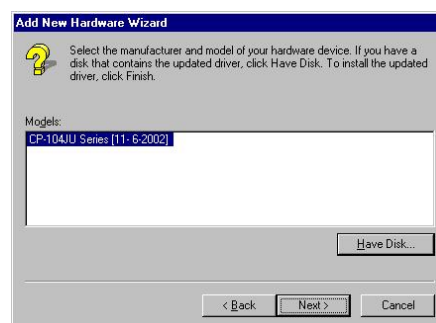 Add New Hardware Wizard
Select the manufacturer and model of your hardware device. If you have a
disk that contains the updated driver, click Have Disk. To install the updated
driver, click Finish.
Models:
CP-104JU Series [11- 6-2002]
Have Disk...
< Back
Next >
Cancel